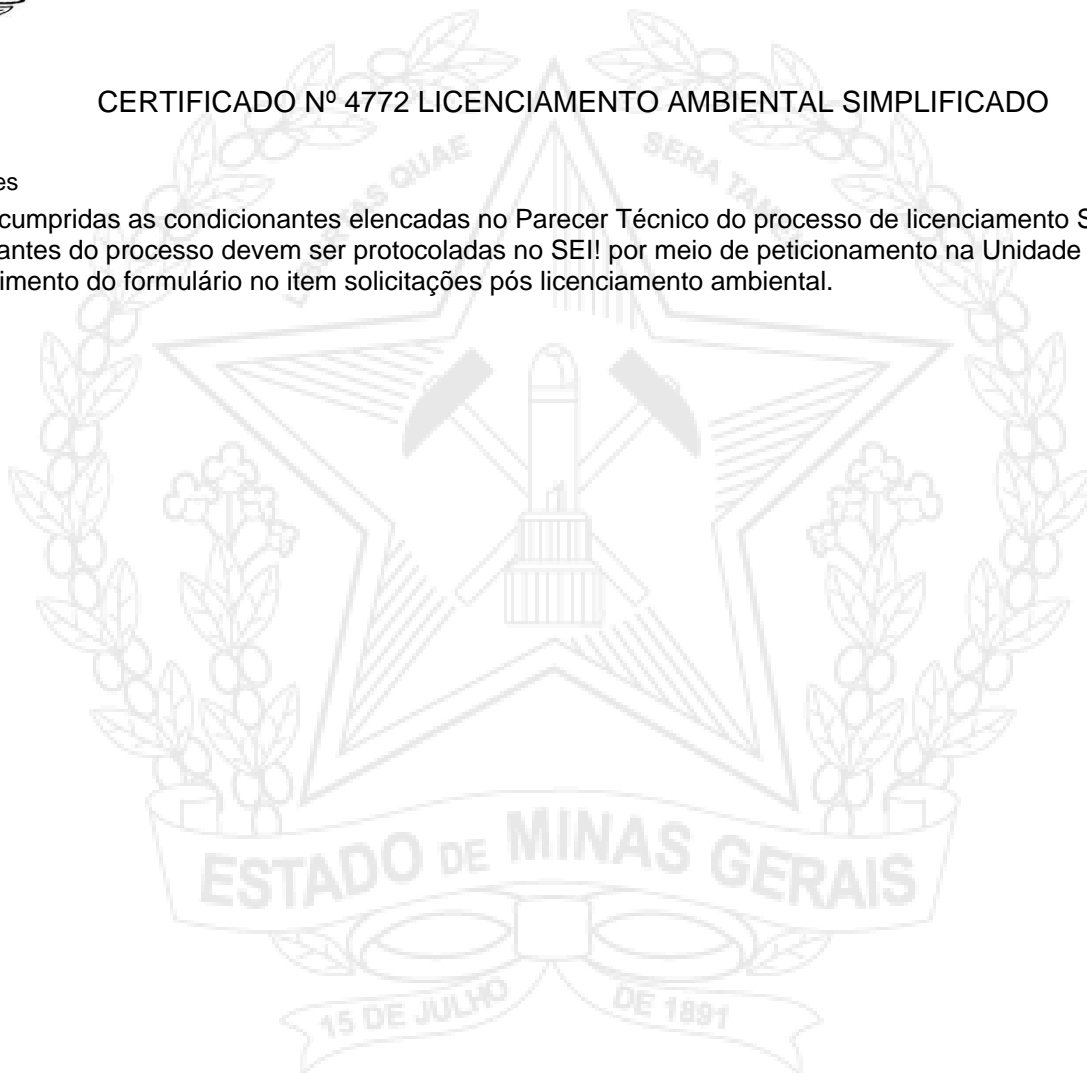 CERTIFICADO Nº 4772 LICENCIAMENTO AMBIENTAL SIMPLIFICADO
es
cumpridas as condicionantes elencadas no Parecer Técnico do processo de licenciamento S
antes do processo devem ser protocoladas no SEI! por meio de peticionamento na Unidade
imento do formulário no item solicitações pós licenciamento ambiental.
QUAE SERA TAMEN
ESTADO DE MINAS GERAIS
15 DE JULHO DE 1891